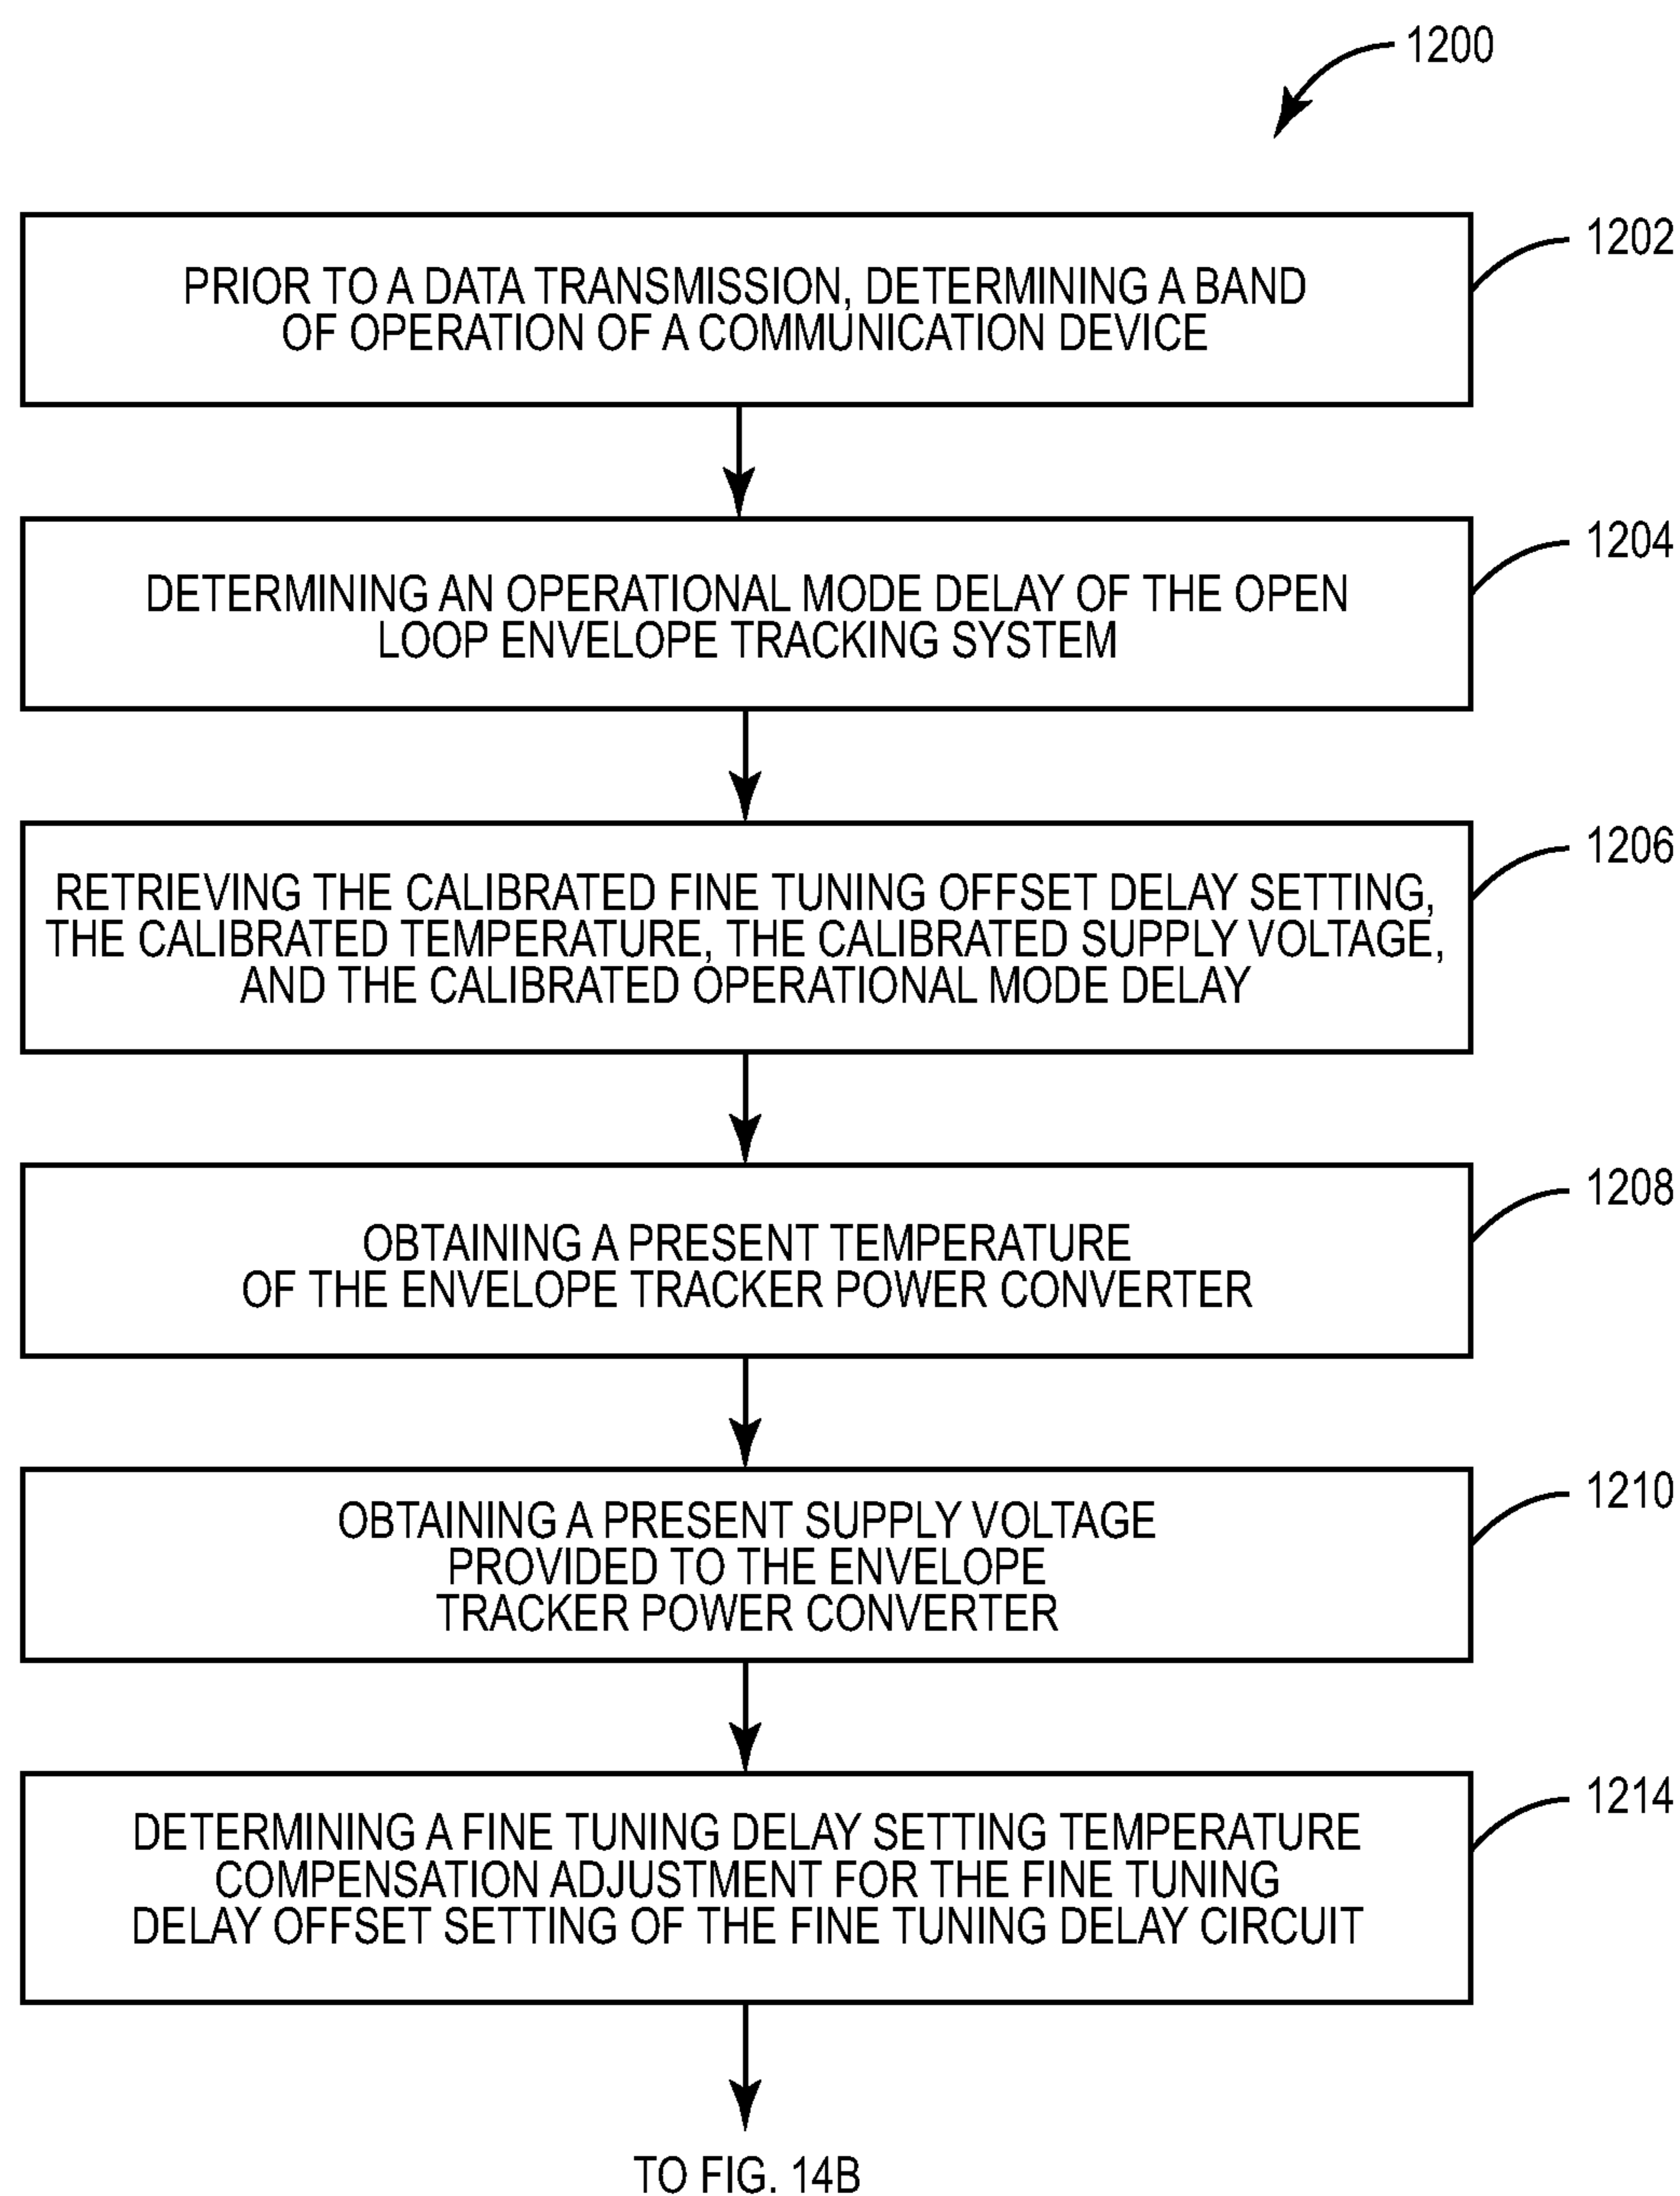 1200
1202
PRIOR TO A DATA TRANSMISSION, DETERMINING A BAND
OF OPERATION OF A COMMUNICATION DEVICE
1204
DETERMINING AN OPERATIONAL MODE DELAY OF THE OPEN
LOOP ENVELOPE TRACKING SYSTEM
1206
RETRIEVING THE CALIBRATED FINE TUNING OFFSET DELAY SETTING,
THE CALIBRATED TEMPERATURE, THE CALIBRATED SUPPLY VOLTAGE,
AND THE CALIBRATED OPERATIONAL MODE DELAY
1208
OBTAINING A PRESENT TEMPERATURE
OF THE ENVELOPE TRACKER POWER CONVERTER
1210
OBTAINING A PRESENT SUPPLY VOLTAGE
PROVIDED TO THE ENVELOPE
TRACKER POWER CONVERTER
1214
DETERMINING A FINE TUNING DELAY SETTING TEMPERATURE
COMPENSATION ADJUSTMENT FOR THE FINE TUNING
DELAY OFFSET SETTING OF THE FINE TUNING DELAY CIRCUIT
TO FIG. 14B